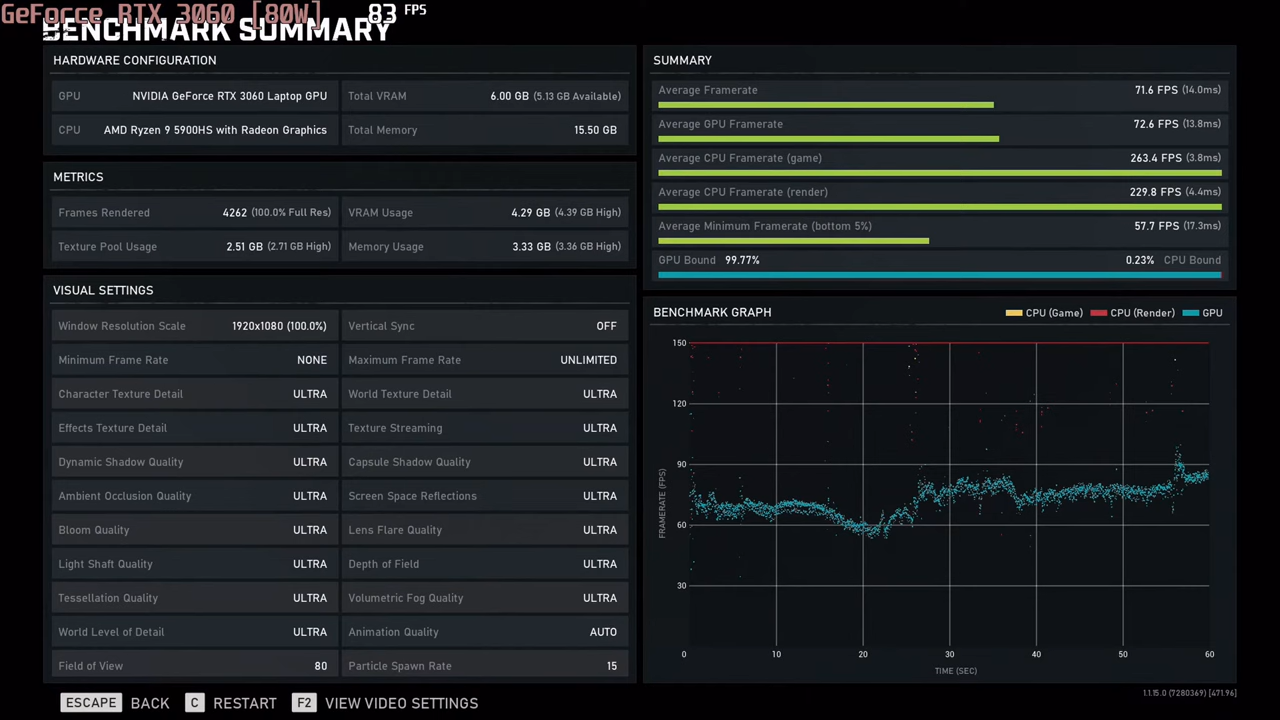 GeForce RTX 3060 [80W] 83 FPS
BENCHMARK SUMMARY
HARDWARE CONFIGURATION
GPU NVIDIA GeForce RTX 3060 Laptop GPU Total VRAM 6.00 GB (5.13 GB Available)
CPU AMD Ryzen 9 5900HS with Radeon Graphics Total Memory 15.50 GB
METRICS
Frames Rendered 4262 (100.0% Full Res) VRAM Usage 4.29 GB (4.39 GB High)
Texture Pool Usage 2.51 GB (2.71 GB High) Memory Usage 3.33 GB (3.36 GB High)
VISUAL SETTINGS
Window Resolution Scale 1920x1080 (100.0%) Vertical Sync OFF
Minimum Frame Rate NONE Maximum Frame Rate UNLIMITED
Character Texture Detail ULTRA World Texture Detail ULTRA
Effects Texture Detail ULTRA Texture Streaming ULTRA
Dynamic Shadow Quality ULTRA Capsule Shadow Quality ULTRA
Ambient Occlusion Quality ULTRA Screen Space Reflections ULTRA
Bloom Quality ULTRA Lens Flare Quality ULTRA
Light Shaft Quality ULTRA Depth of Field ULTRA
Tessellation Quality ULTRA Volumetric Fog Quality ULTRA
World Level of Detail ULTRA Animation Quality AUTO
Field of View 80 Particle Spawn Rate 15
SUMMARY
Average Framerate 71.6 FPS (14.0ms)
Average GPU Framerate 72.6 FPS (13.8ms)
Average CPU Framerate (game) 263.4 FPS (3.8ms)
Average CPU Framerate (render) 229.8 FPS (4.4ms)
Average Minimum Framerate (bottom 5%) 57.7 FPS (17.3ms)
GPU Bound 99.77% 0.23% CPU Bound
BENCHMARK GRAPH CPU (Game) CPU (Render) GPU
150
120
90
60
30
FRAMERATE (FPS)
0 10 20 30 40 50 60
TIME (SEC)
ESCAPE BACK C RESTART F2 VIEW VIDEO SETTINGS
1.1.15.0 (7280369) [471.96]